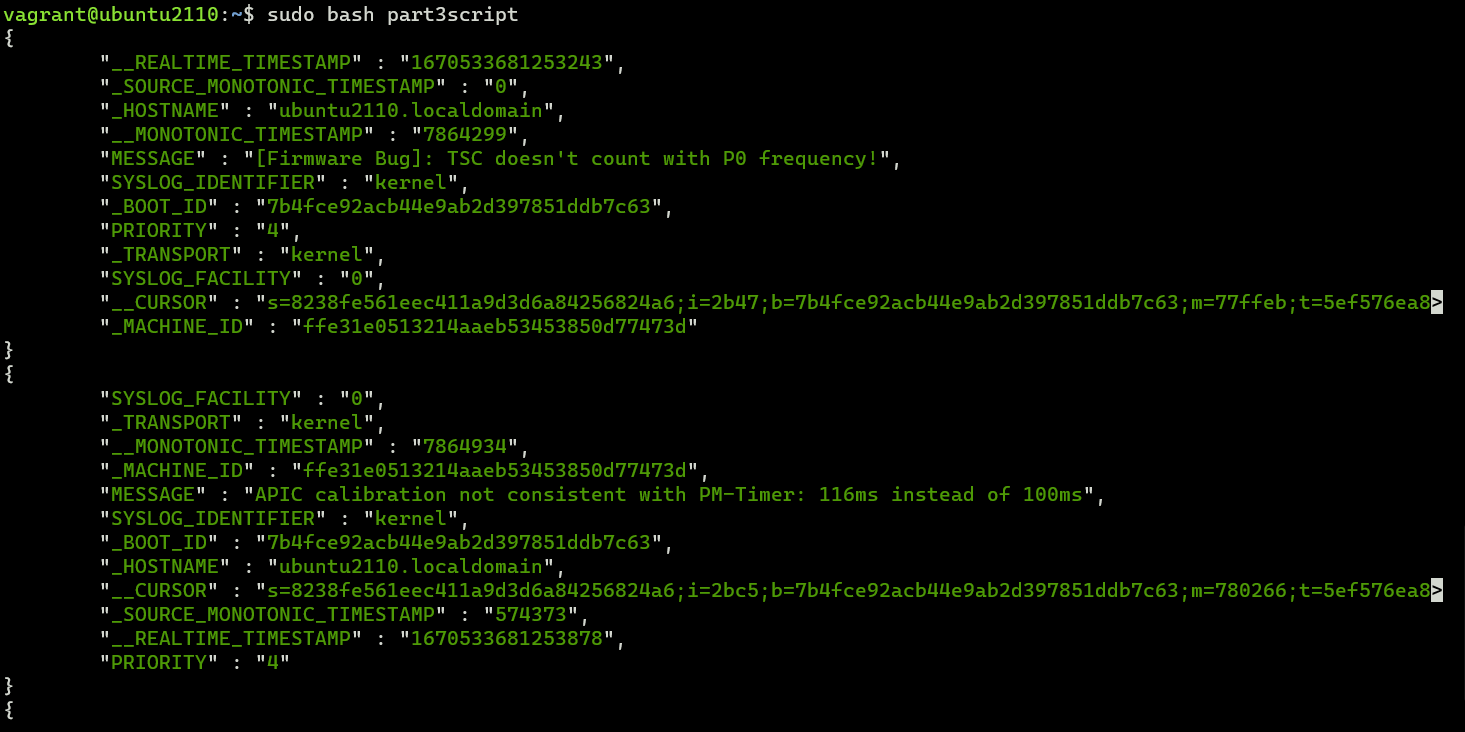 vagrant@ubuntu2110:~$ sudo bash part3script
{
        "__REALTIME_TIMESTAMP" : "1670533681253243",
        "_SOURCE_MONOTONIC_TIMESTAMP" : "0",
        "_HOSTNAME" : "ubuntu2110.localdomain",
        "__MONOTONIC_TIMESTAMP" : "7864299",
        "MESSAGE" : "[Firmware Bug]: TSC doesn't count with P0 frequency!",
        "SYSLOG_IDENTIFIER" : "kernel",
        "_BOOT_ID" : "7b4fce92acb44e9ab2d397851ddb7c63",
        "PRIORITY" : "4",
        "_TRANSPORT" : "kernel",
        "SYSLOG_FACILITY" : "0",
        "__CURSOR" : "s=8238fe561eec411a9d3d6a84256824a6;i=2b47;b=7b4fce92acb44e9ab2d397851ddb7c63;m=77ffeb;t=5ef576ea8>
        "_MACHINE_ID" : "ffe31e0513214aaeb53453850d77473d"
}
{
        "SYSLOG_FACILITY" : "0",
        "_TRANSPORT" : "kernel",
        "__MONOTONIC_TIMESTAMP" : "7864934",
        "_MACHINE_ID" : "ffe31e0513214aaeb53453850d77473d",
        "MESSAGE" : "APIC calibration not consistent with PM-Timer: 116ms instead of 100ms",
        "SYSLOG_IDENTIFIER" : "kernel",
        "_BOOT_ID" : "7b4fce92acb44e9ab2d397851ddb7c63",
        "_HOSTNAME" : "ubuntu2110.localdomain",
        "__CURSOR" : "s=8238fe561eec411a9d3d6a84256824a6;i=2bc5;b=7b4fce92acb44e9ab2d397851ddb7c63;m=780266;t=5ef576ea8>
        "_SOURCE_MONOTONIC_TIMESTAMP" : "574373",
        "__REALTIME_TIMESTAMP" : "1670533681253878",
        "PRIORITY" : "4"
}
{